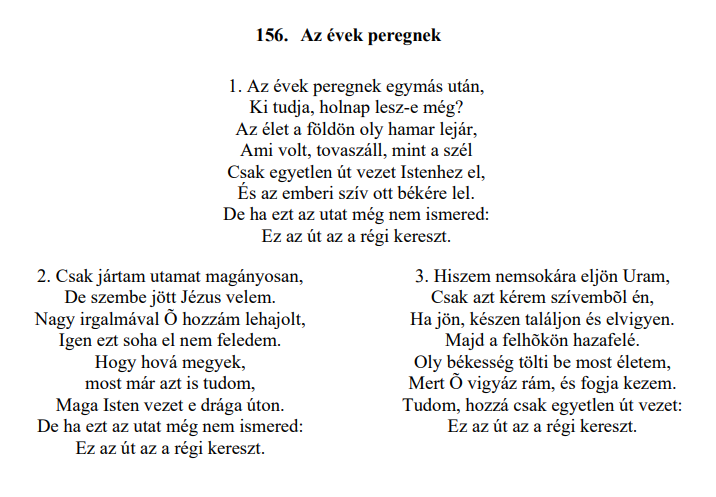 156. Az évek peregnek
1. Az évek peregnek egymás után,
Ki tudja, holnap lesz-e még?
Az élet a földön oly hamar lejár,
Ami volt, tovaszáll, mint a szél
Csak egyetlen út vezet Istenhez el,
És az emberi szív ott békére lel.
De ha ezt az utat még nem ismered:
Ez az út az a régi kereszt.
2. Csak jártam utamat magányosan,
De szembe jött Jézus velem.
Nagy irgalmával Õ hozzám lehajolt,
Igen ezt soha el nem feledem.
Hogy hová megyek,
most már azt is tudom,
Maga Isten vezet e drága úton.
De ha ezt az utat még nem ismered:
Ez az út az a régi kereszt.
3. Hiszem nemsokára eljön Uram,
Csak azt kérem szívembõl én,
Ha jön, készen találjon és elvigyen.
Majd a felhõkön hazafelé.
Oly békesség tölti be most életem,
Mert Õ vigyáz rám, és fogja kezem.
Tudom, hozzá csak egyetlen út vezet:
Ez az út az a régi kereszt.